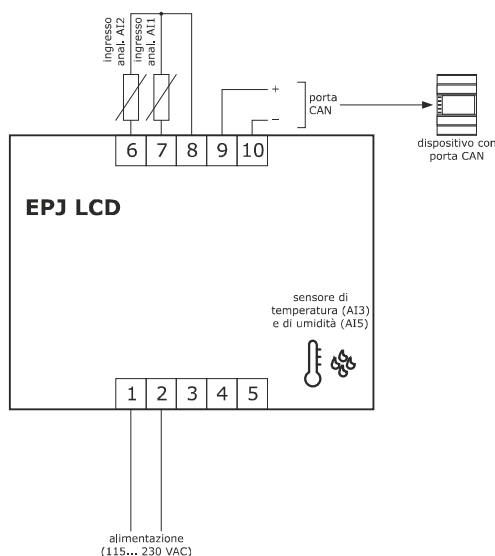 ingresso
anal. AI2
ingresso
anal. AI1
+
porta
CAN
–
dispositivo con
porta CAN
6 7 8 9 10
EPJ LCD
sensore di
temperatura (AI3)
e di umidità (AI5)
1 2 3 4 5
alimentazione
(115... 230 VAC)